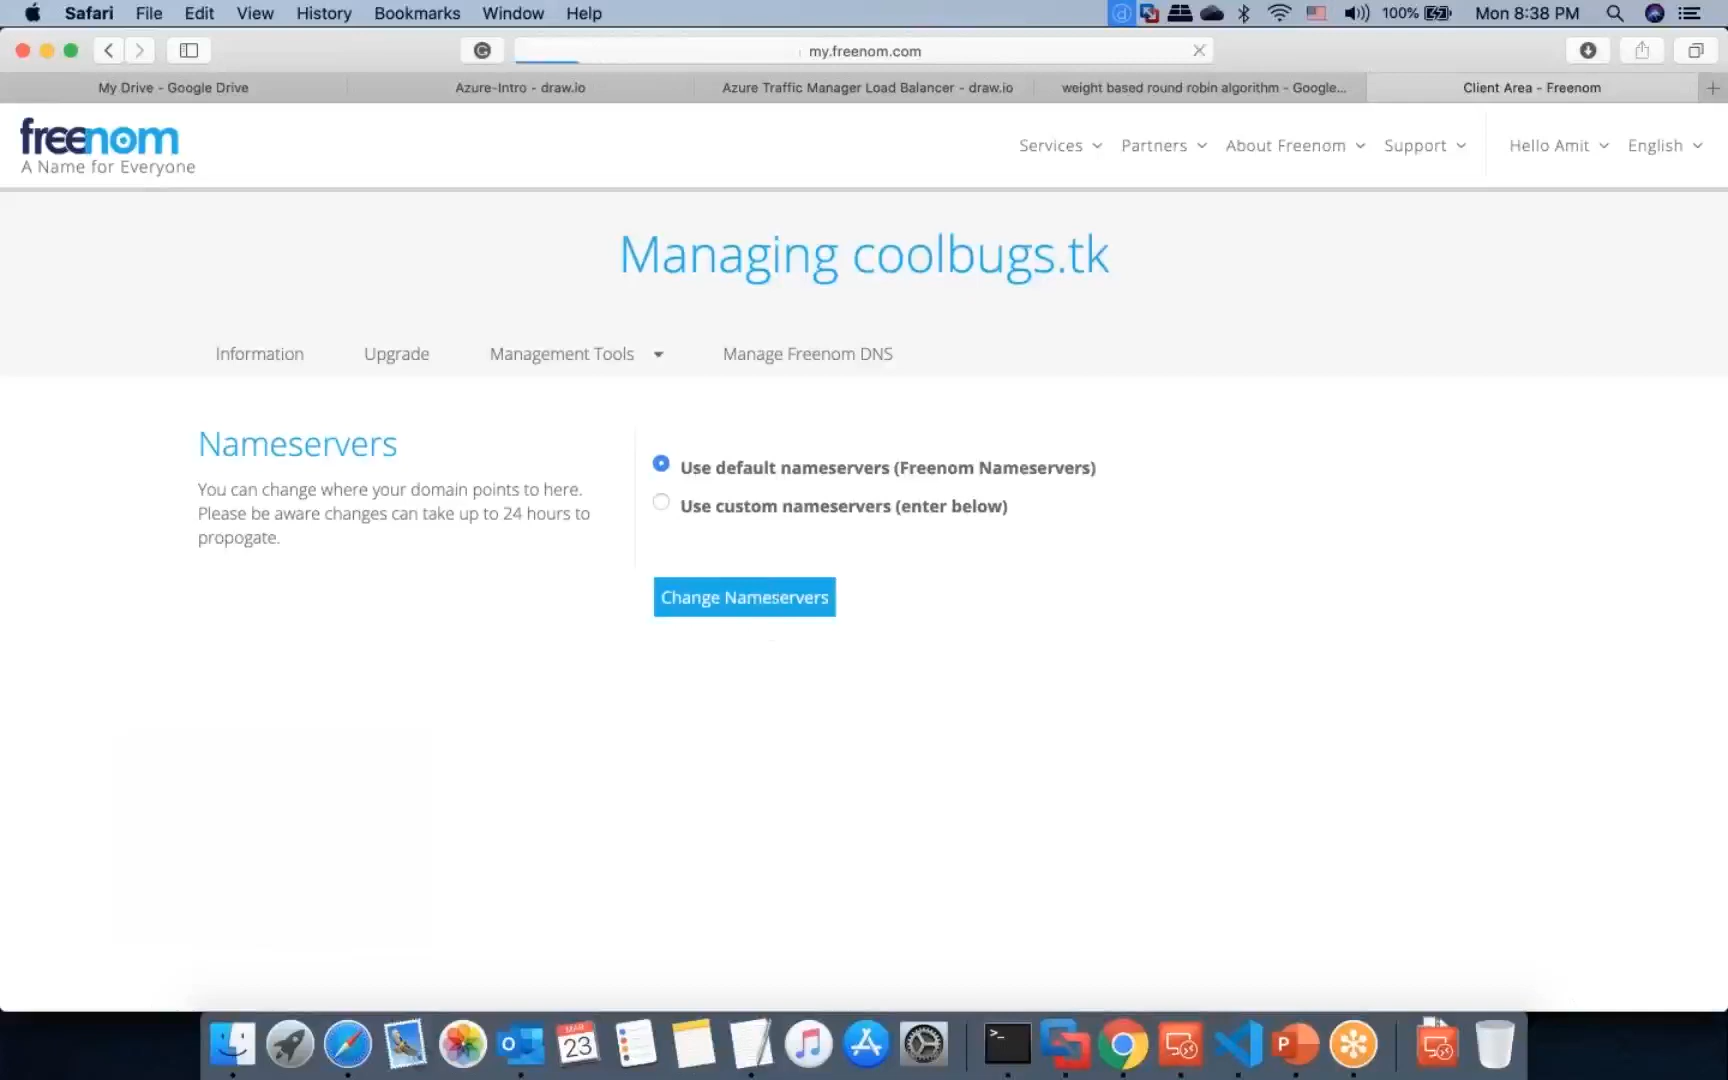 Safari File Edit View History Bookmarks Window Help 100% Mon 8:38 PM
my.freenom.com
My Drive - Google Drive
Azure-Intro - draw.io
Azure Traffic Manager Load Balancer - draw.io
weight based round robin algorithm - Google...
Client Area - Freenom
freenom
A Name for Everyone
Services Partners About Freenom Support Hello Amit English
Managing coolbugs.tk
Information Upgrade Management Tools Manage Freenom DNS
Nameservers
You can change where your domain points to here.
Please be aware changes can take up to 24 hours to
propogate.
Use default nameservers (Freenom Nameservers)
Use custom nameservers (enter below)
Change Nameservers
MAR
23